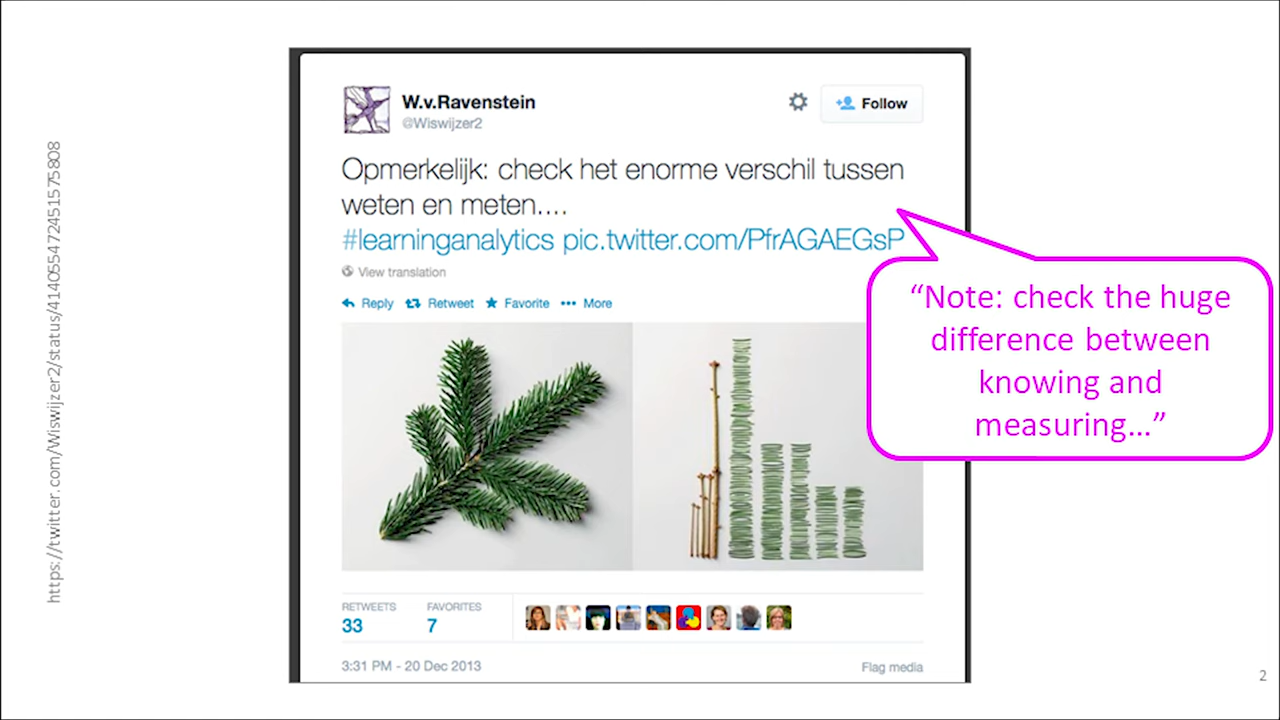 https://twitter.com/Wiswijzer2/status/414055472451575808
W.v.Ravenstein
@Wiswijzer2
Follow
Opmerkelijk: check het enorme verschil tussen
weten en meten....
#learninganalytics pic.twitter.com/PfrAGAEGsP
View translation
Reply Retweet Favorite More
“Note: check the huge
difference between
knowing and
measuring…”
RETWEETS FAVORITES
33 7
3:31 PM - 20 Dec 2013
Flag media
2